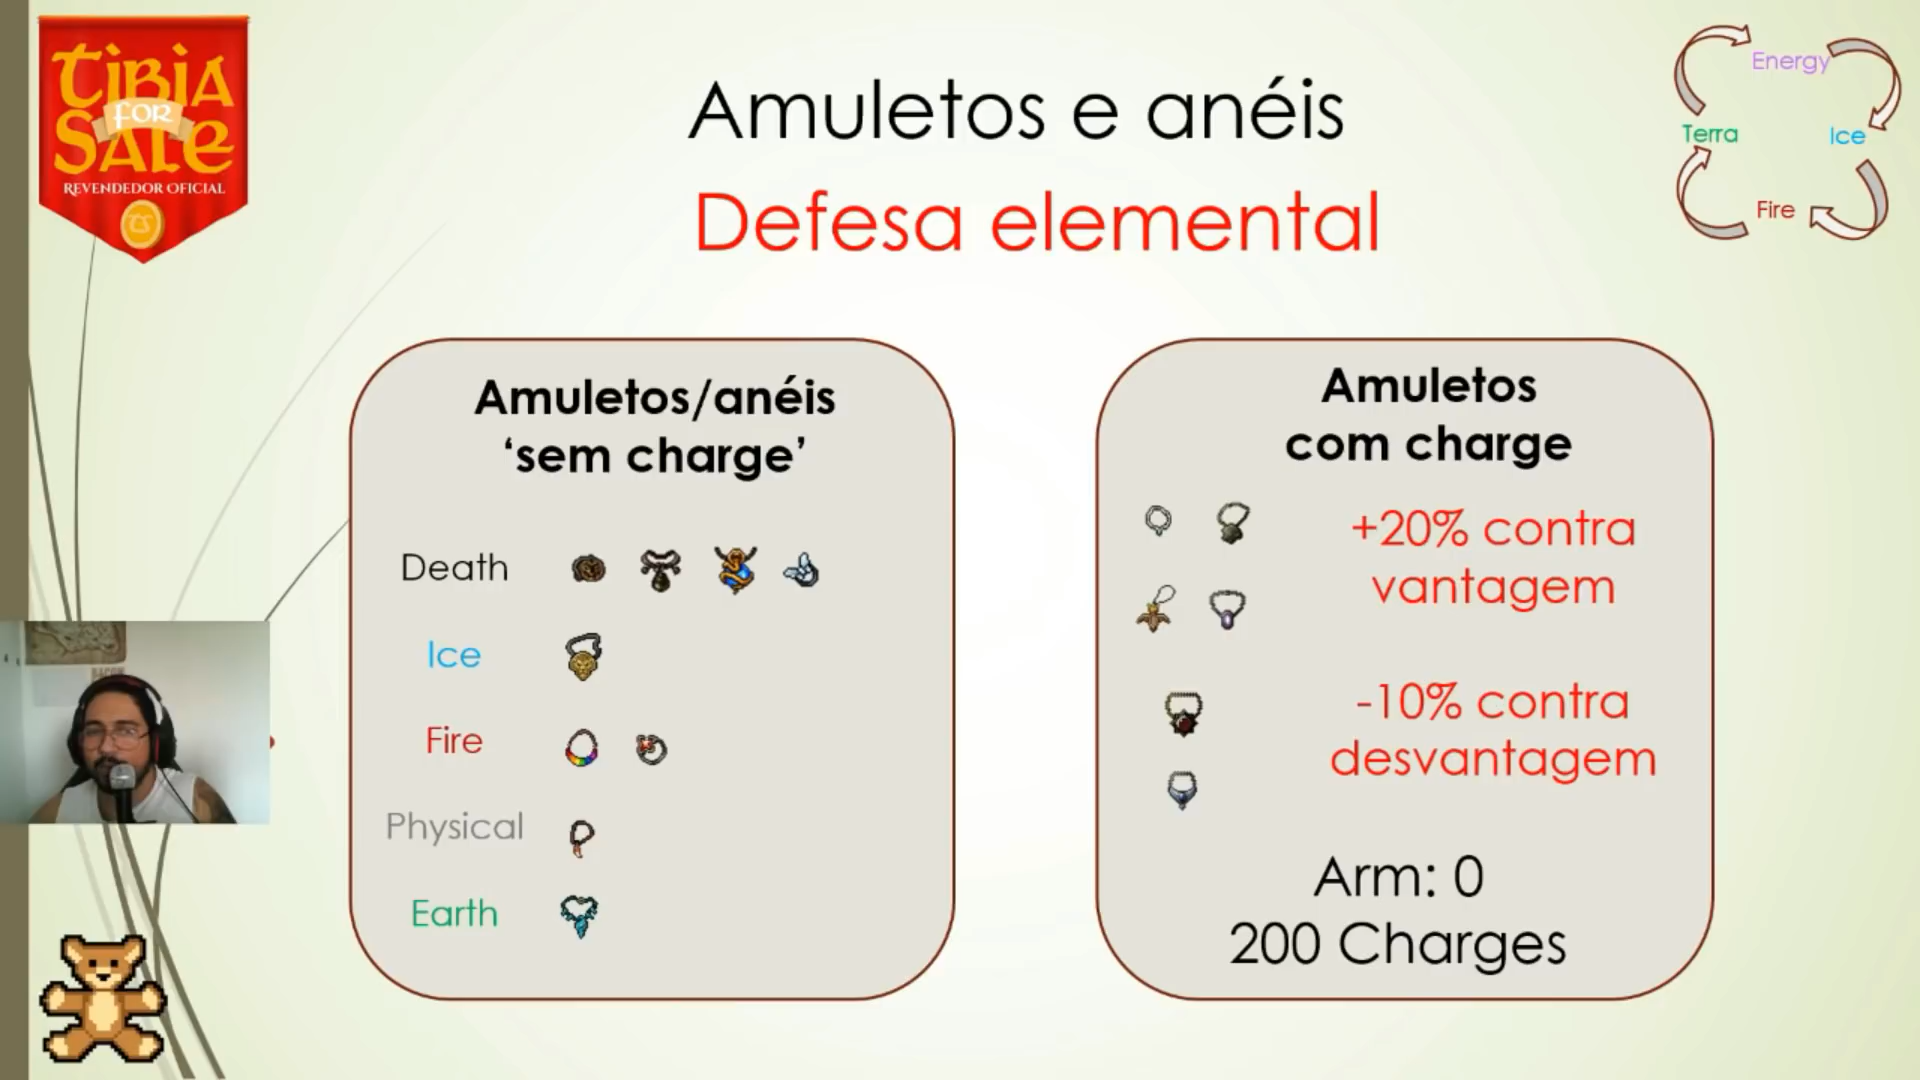 TIBIA
FOR
SALE
REVENDEDOR OFICIAL
Amuletos e anéis
Defesa elemental
Energy
Terra
Ice
Fire
Amuletos/anéis
‘sem charge’
Death
Ice
Fire
Physical
Earth
Amuletos
com charge
+20% contra
vantagem
-10% contra
desvantagem
Arm: 0
200 Charges